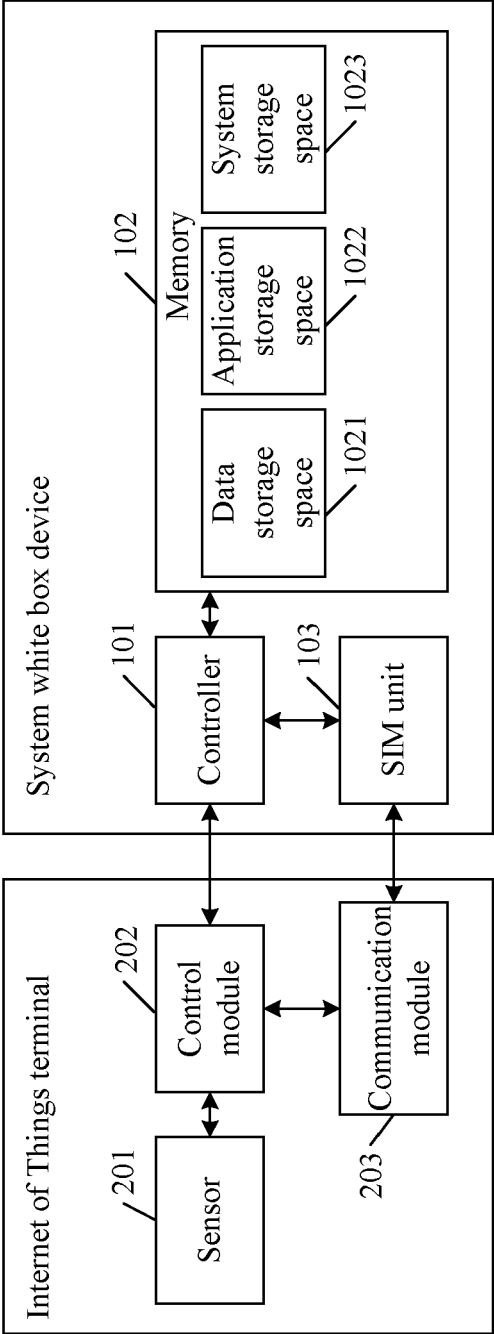 Internet of Things terminal
201
Sensor
202
Control
module
203
Communication
module
System white box device
101
Controller
103
SIM unit
102
Memory
Data
storage
space
1021
Application
storage
space
1022
System
storage
space
1023